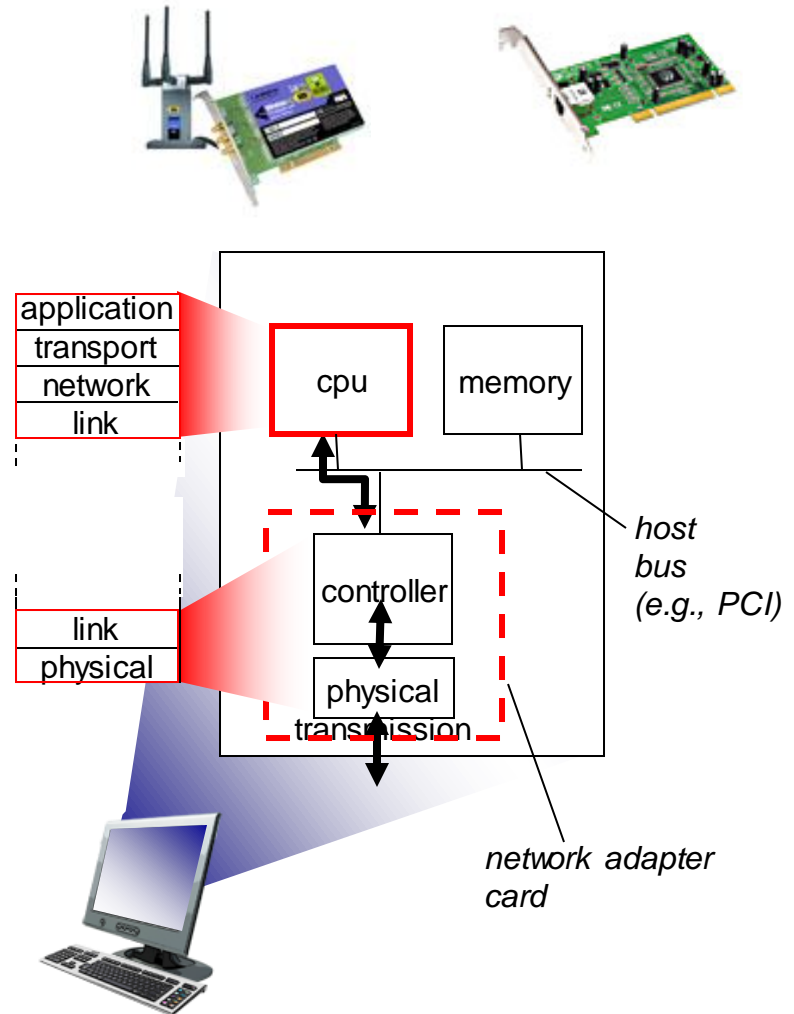 application
transport
network
link
cpu
memory
host
bus
(e.g., PCI)
controller
link
physical
physical
transmission
network adapter
card